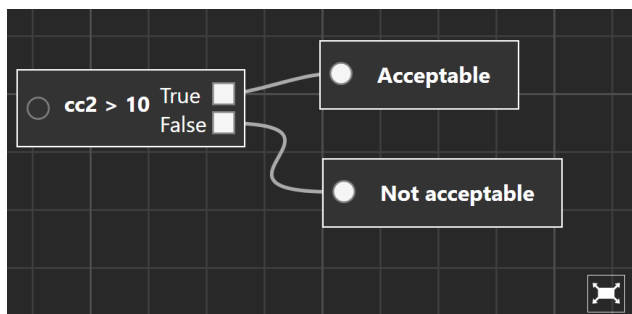 Acceptable
cc2 > 10
True
False
Not acceptable